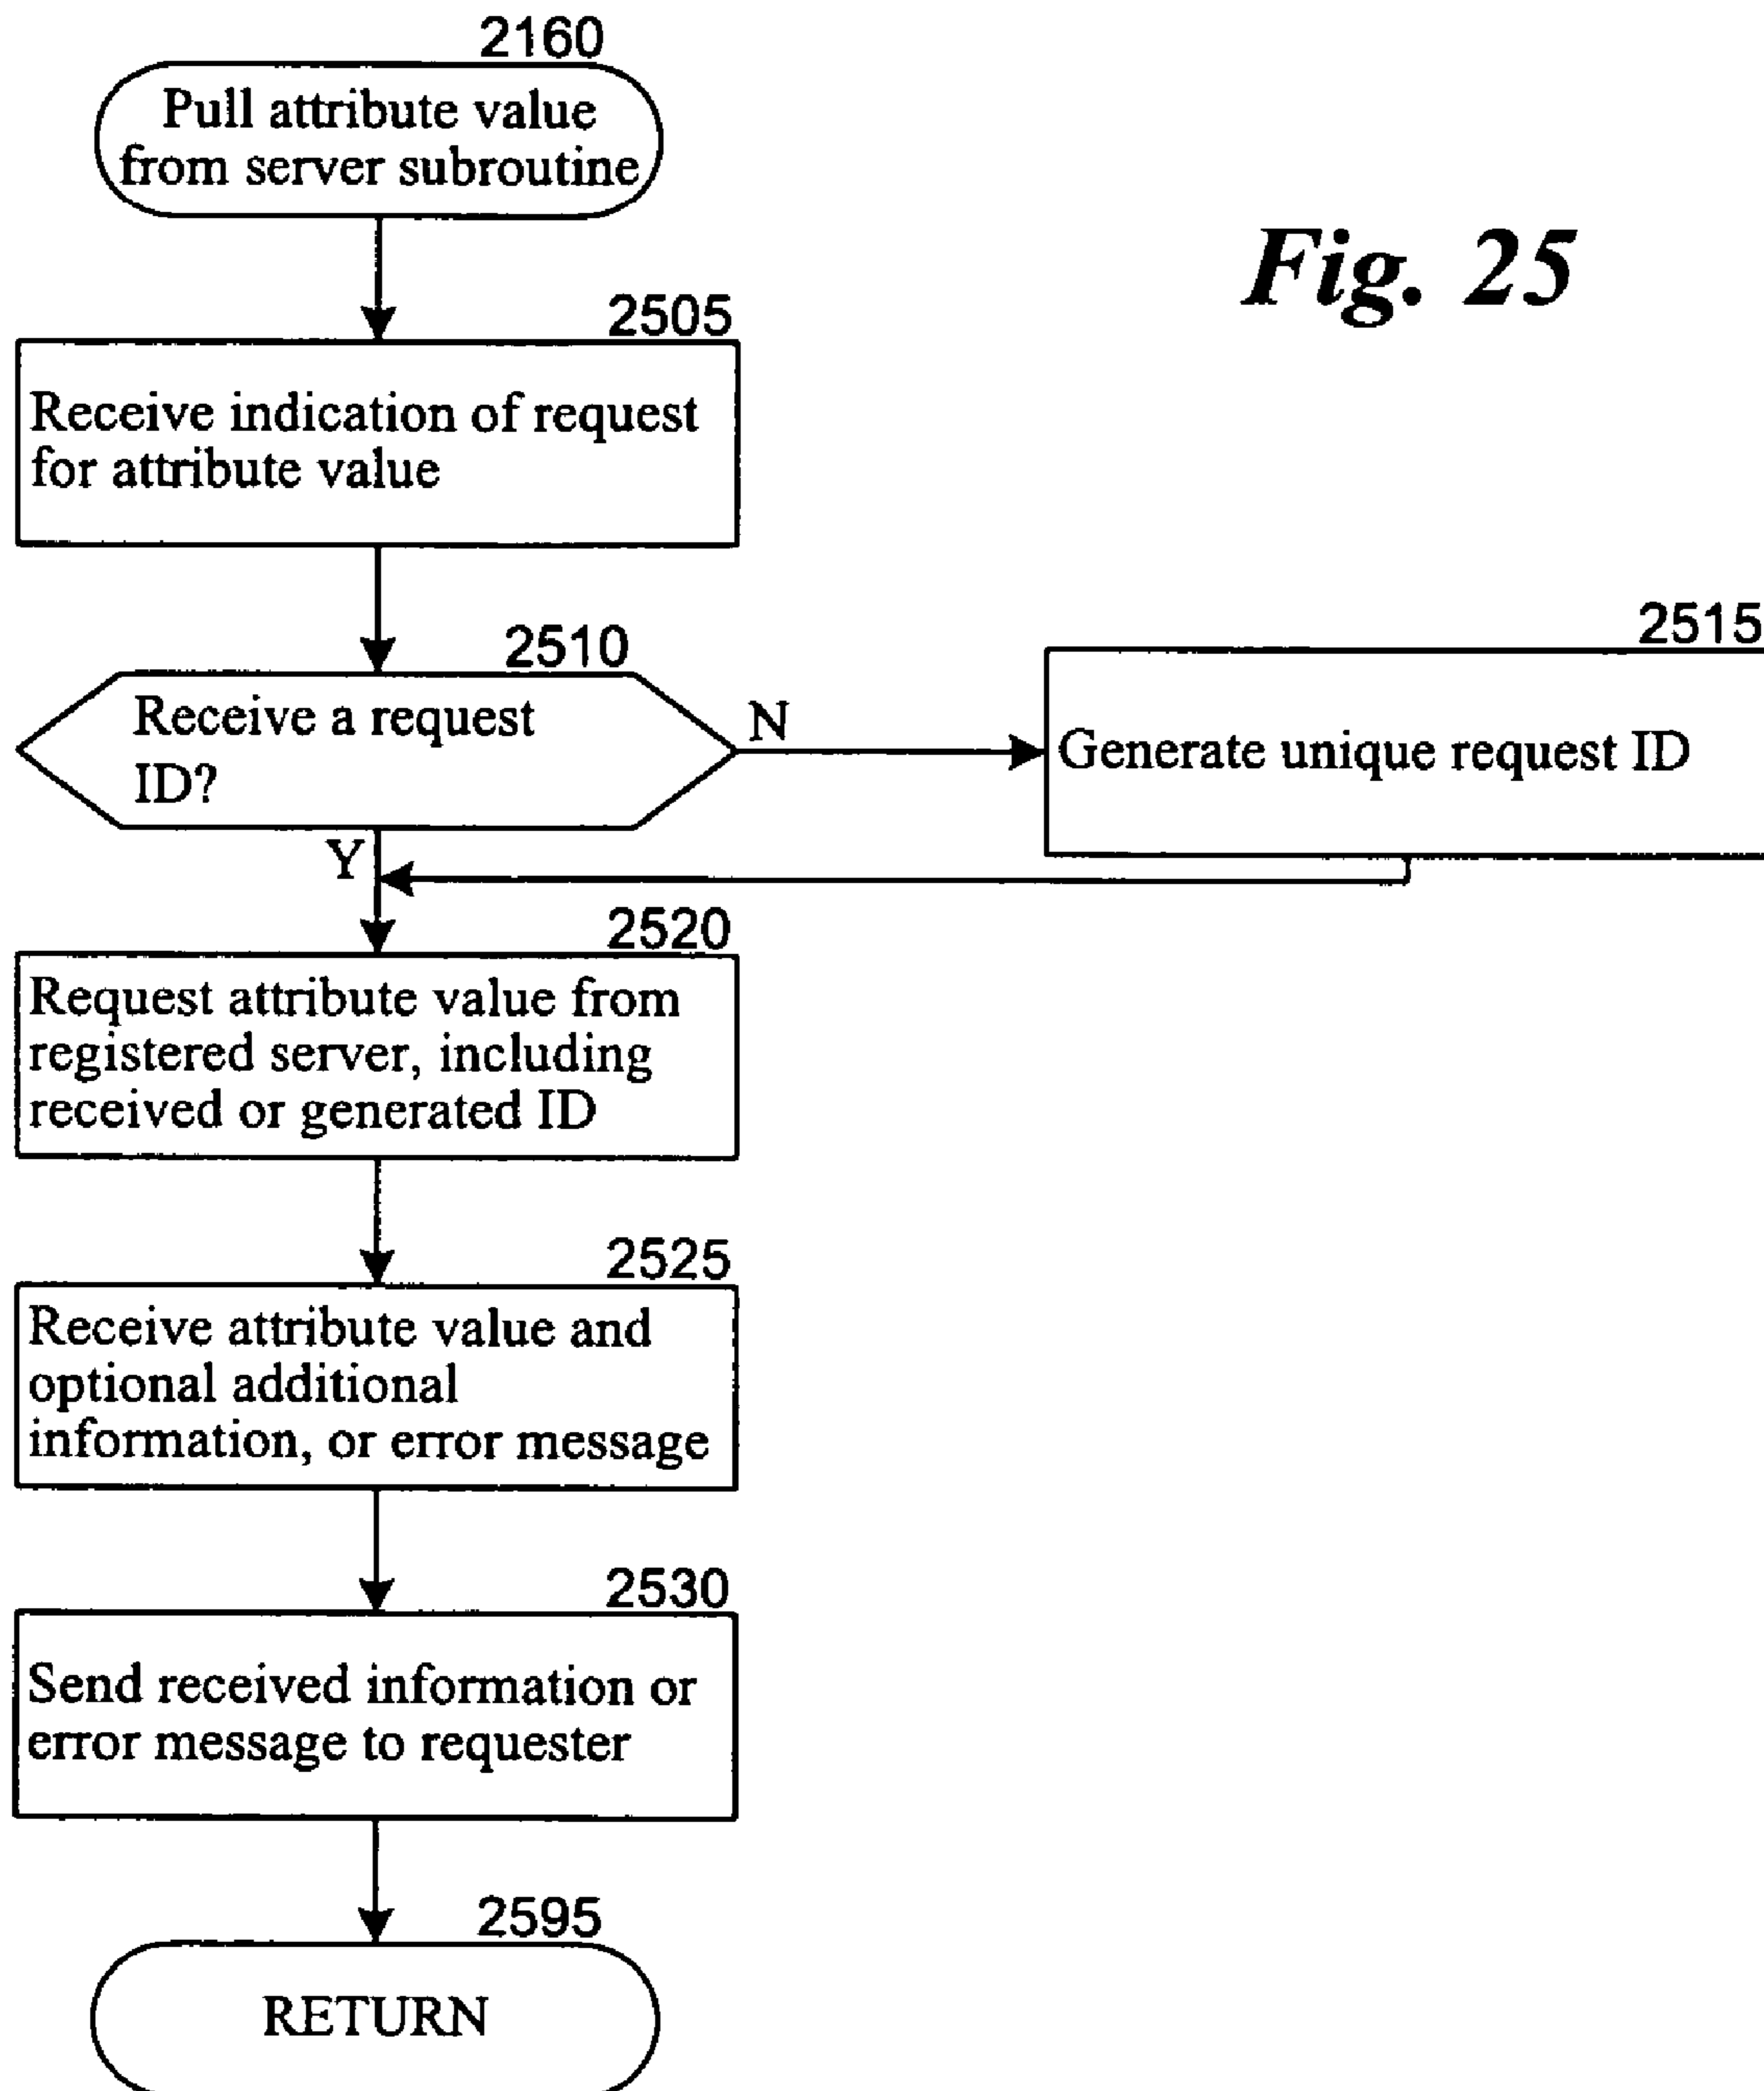 2160
Pull attribute value
from server subroutine
Fig. 25
2505
Receive indication of request
for attribute value
2510
Receive a request
ID?
N
2515
Generate unique request ID
Y
2520
Request attribute value from
registered server, including
received or generated ID
2525
Receive attribute value and
optional additional
information, or error message
2530
Send received information or
error message to requester
2595
RETURN